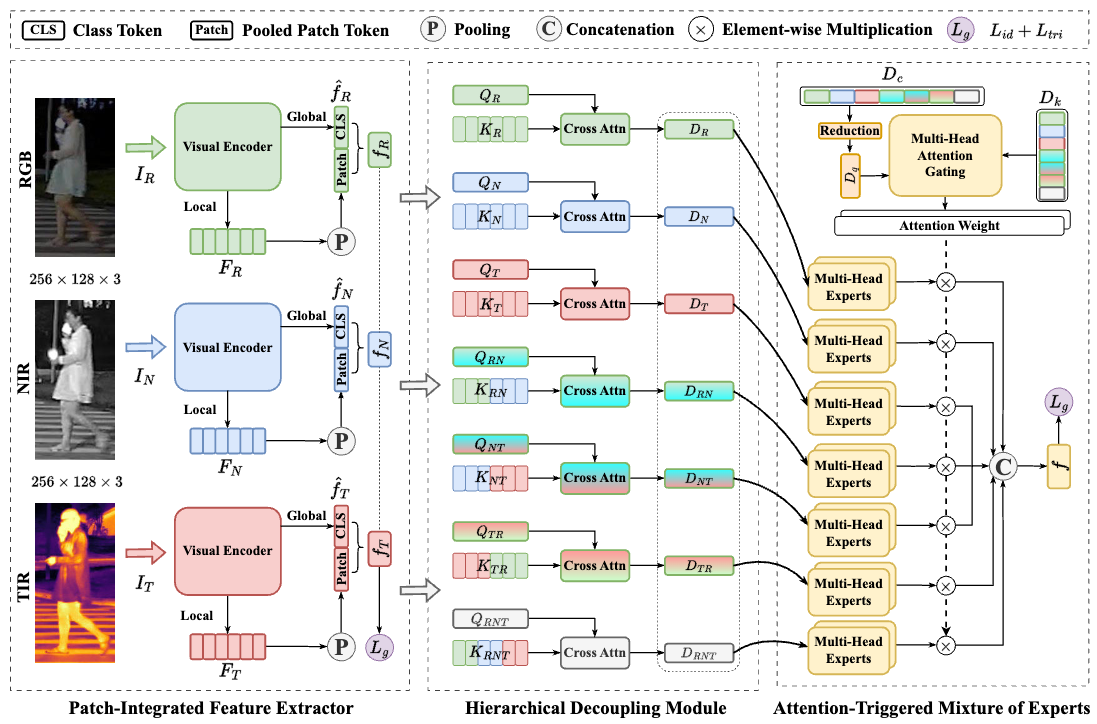 CLS Class Token Patch Pooled Patch Token P Pooling C Concatenation × Element-wise Multiplication L_g L_{id} + L_{tri}
RGB
I_R
Visual Encoder
Global
Local
F_R
\hat{f}_R
CLS
Patch
f_R
P
256 × 128 × 3
NIR
I_N
Visual Encoder
Global
Local
F_N
\hat{f}_N
CLS
Patch
f_N
P
256 × 128 × 3
TIR
I_T
Visual Encoder
Global
Local
F_T
\hat{f}_T
CLS
Patch
f_T
P
L_g
Patch-Integrated Feature Extractor
Q_R
K_R
Cross Attn
D_R
Q_N
K_N
Cross Attn
D_N
Q_T
K_T
Cross Attn
D_T
Q_{RN}
K_{RN}
Cross Attn
D_{RN}
Q_{NT}
K_{NT}
Cross Attn
D_{NT}
Q_{TR}
K_{TR}
Cross Attn
D_{TR}
Q_{RNT}
K_{RNT}
Cross Attn
D_{RNT}
Hierarchical Decoupling Module
D_c
D_k
Reduction
D_q
Multi-Head
Attention
Gating
Attention Weight
Multi-Head
Experts
×
Multi-Head
Experts
×
Multi-Head
Experts
×
Multi-Head
Experts
×
Multi-Head
Experts
×
Multi-Head
Experts
×
Multi-Head
Experts
×
C
f
L_g
Attention-Triggered Mixture of Experts